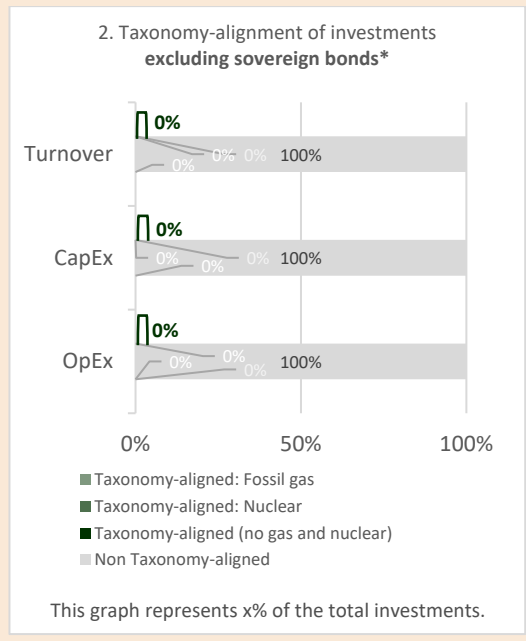 2. Taxonomy-alignment of investments
excluding sovereign bonds*
0%
Turnover
0% 0% 100%
0%
0%
CapEx
0% 0% 100%
0%
0%
OpEx
0% 0% 100%
0%
0% 50% 100%
Taxonomy-aligned: Fossil gas
Taxonomy-aligned: Nuclear
Taxonomy-aligned (no gas and nuclear)
Non Taxonomy-aligned
This graph represents x% of the total investments.